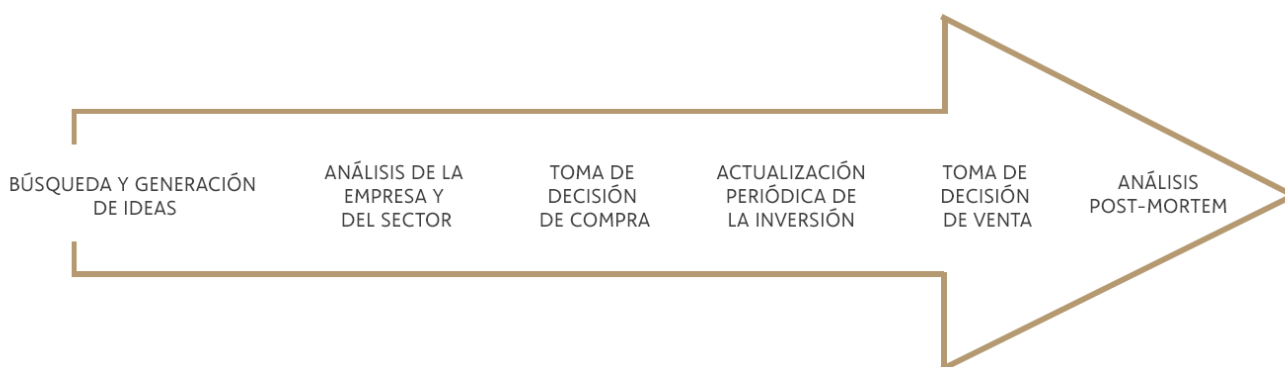 BÚSQUEDA Y GENERACIÓN
DE IDEAS
ANÁLISIS DE LA
EMPRESA Y
DEL SECTOR
TOMA DE
DECISIÓN
DE COMPRA
ACTUALIZACIÓN
PERIÓDICA DE
LA INVERSIÓN
TOMA DE
DECISIÓN
DE VENTA
ANÁLISIS
POST-MORTEM